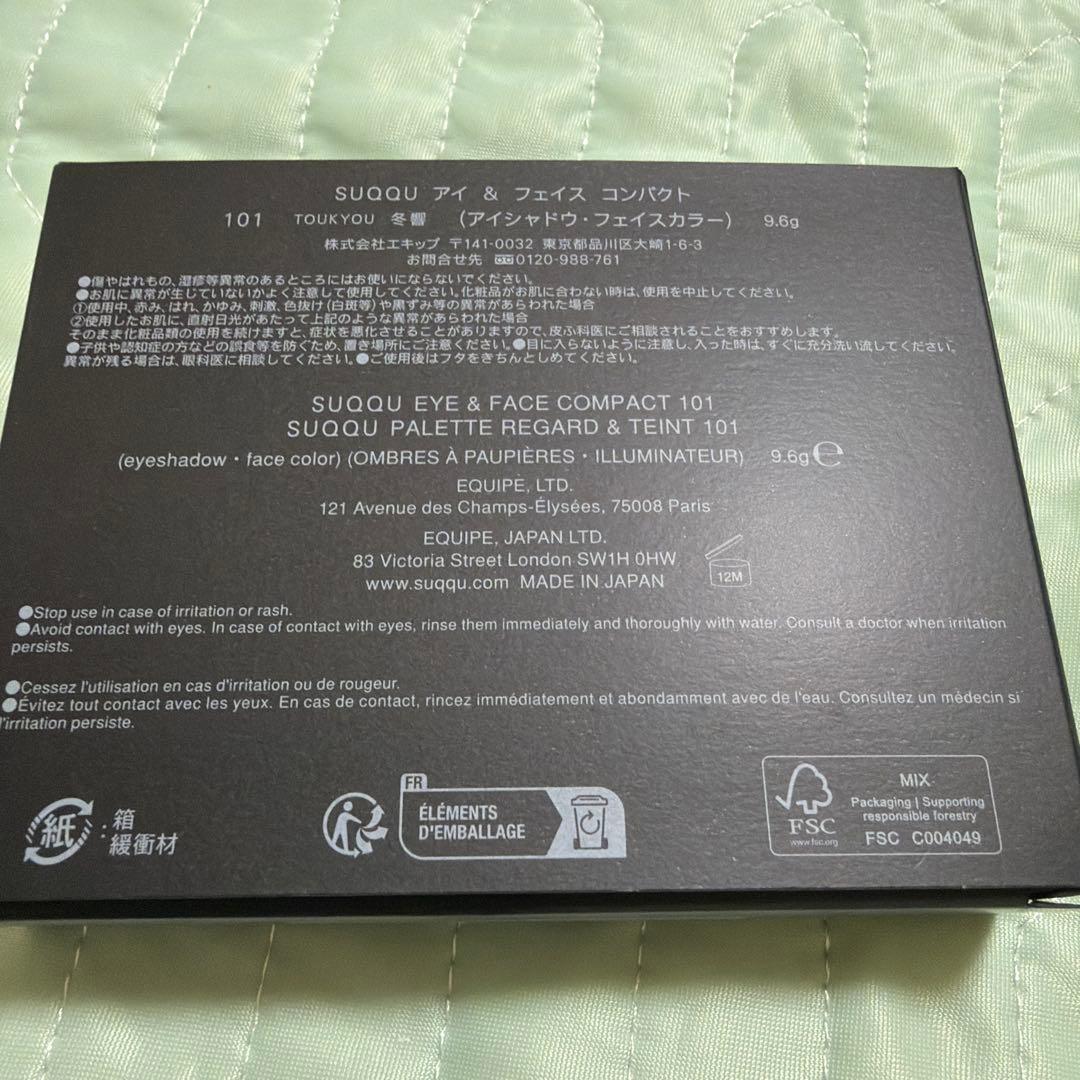 SUQQU アイ & フェイス コンパクト
101 TOUKYOU 冬響 （アイシャドウ・フェイスカラー） 9.6g
株式会社エキップ 〒141-0032 東京都品川区大崎1-6-3
お問合せ先 0120-988-761
●傷やはれもの、湿疹等異常のあるところにはお使いにならないでください。
●お肌に異常が生じていないかよく注意して使用してください。化粧品がお肌に合わない時は、使用を中止してください。
①使用中、赤み、はれ、かゆみ、刺激、色抜け(白斑等)や黒ずみ等の異常があらわれた場合
②使用したお肌に、直射日光があたって上記のような異常があらわれた場合
そのまま化粧品類の使用を続けますと、症状を悪化させることがありますので、皮ふ科医にご相談されることをおすすめします。
●子供や認知症の方などの誤食等を防ぐため、置き場所にご注意ください。●目に入らないように注意し、入った時は、すぐに充分洗い流してください。
異常が残る場合は、眼科医に相談してください。●ご使用後はフタをきちんとしめてください。
SUQQU EYE & FACE COMPACT 101
SUQQU PALETTE REGARD & TEINT 101
(eyeshadow・face color) (OMBRES À PAUPIÈRES・ILLUMINATEUR) 9.6g ℮
EQUIPE, LTD.
121 Avenue des Champs-Élysées, 75008 Paris
EQUIPE, JAPAN LTD.
83 Victoria Street London SW1H 0HW
www.suqqu.com MADE IN JAPAN
12M
●Stop use in case of irritation or rash.
●Avoid contact with eyes. In case of contact with eyes, rinse them immediately and thoroughly with water. Consult a doctor when irritation
persists.
●Cessez l'utilisation en cas d'irritation ou de rougeur.
●Évitez tout contact avec les yeux. En cas de contact, rincez immédiatement et abondamment avec de l'eau. Consultez un médecin si
l'irritation persiste.
紙 : 箱
緩衝材
FR
ÉLÉMENTS
D'EMBALLAGE
FSC
www.fsc.org
MIX
Packaging | Supporting
responsible forestry
FSC C004049